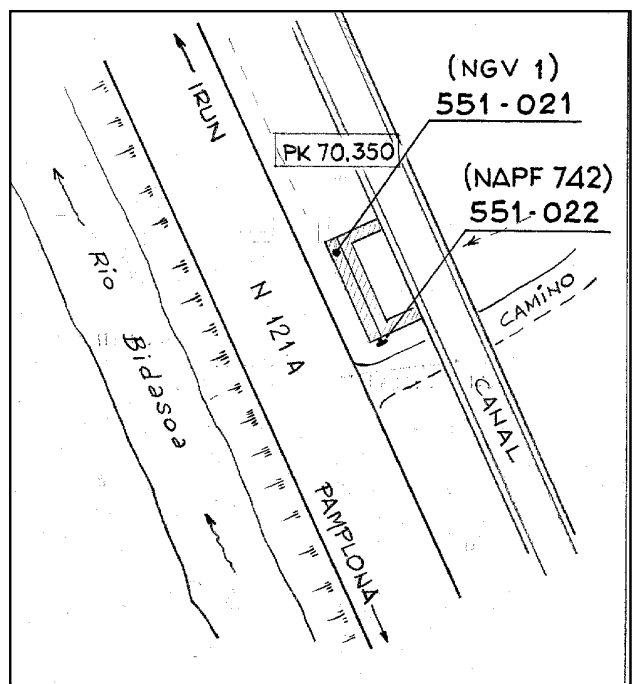 (NGV 1)
551-021
IRUN
PK 70.350
(NAPF 742)
551-022
Rio
Bidasoa
N 121 A
CAMINO
CANAL
PAMPLONA